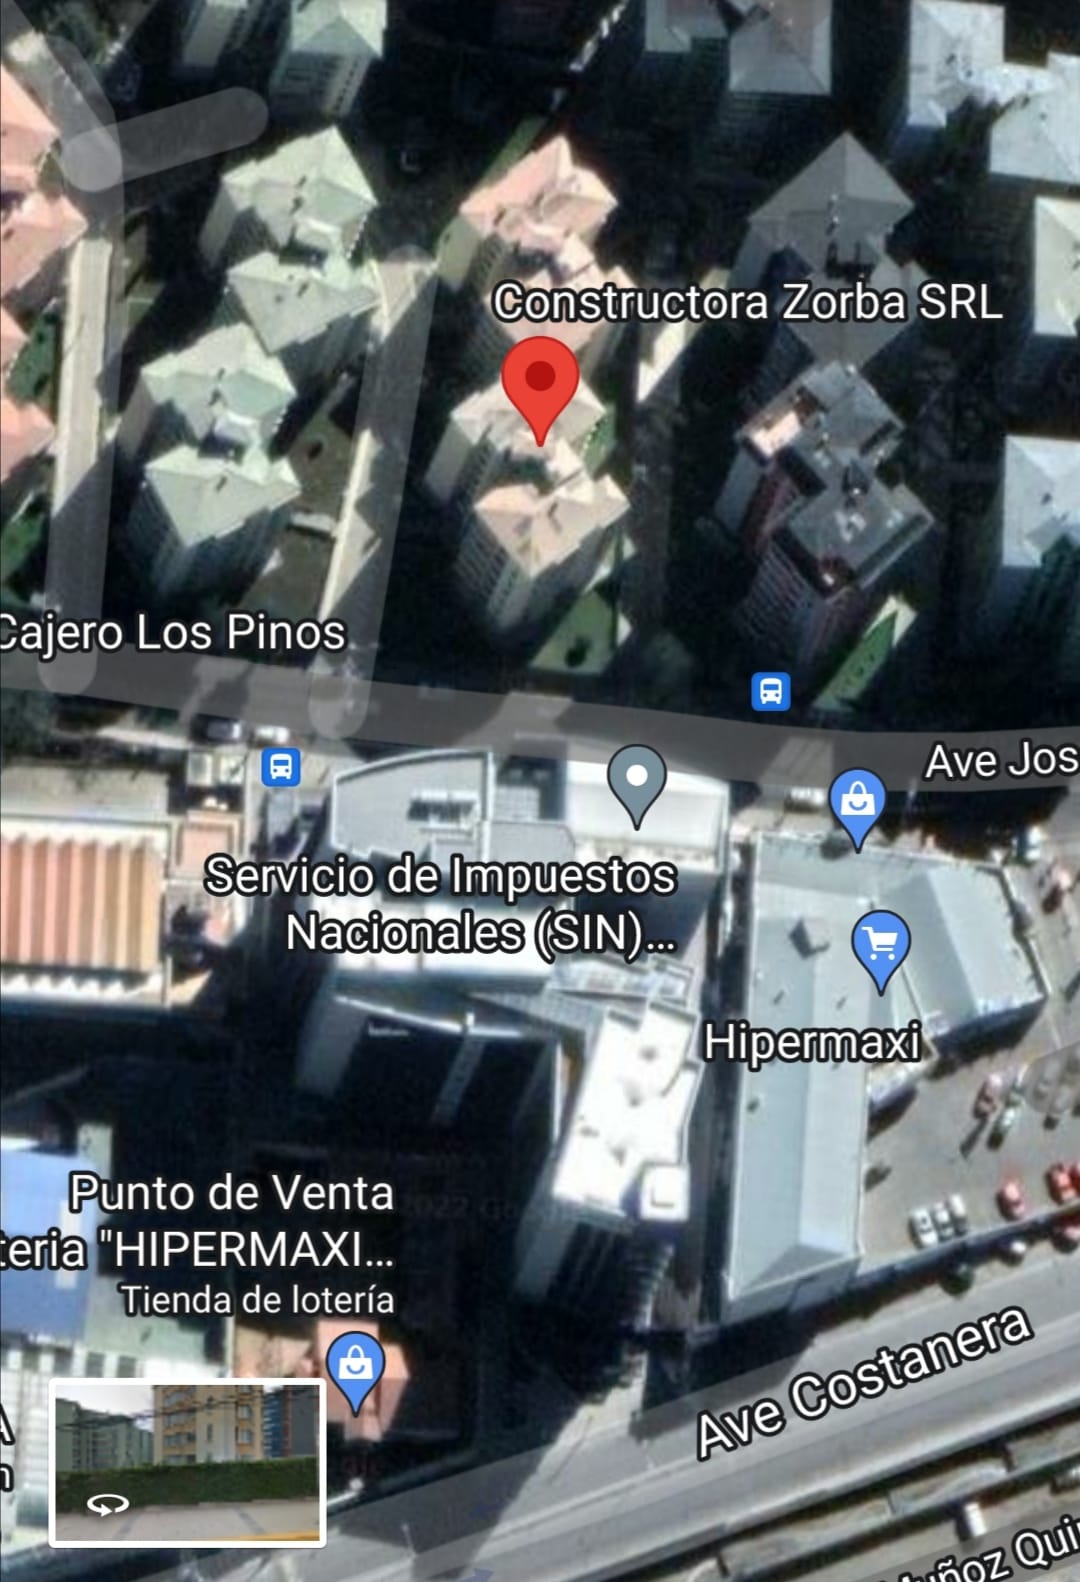 Constructora Zorba SRL
Cajero Los Pinos
Ave Jos
Servicio de Impuestos
Nacionales (SIN)...
Hipermaxi
Punto de Venta
teria "HIPERMAXI...
Tienda de lotería
Ave Costanera
uñoz Qui